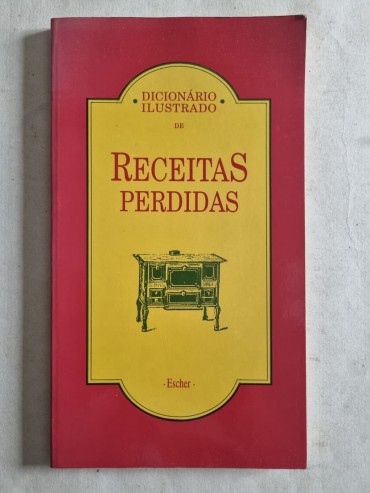 DICIONÁRIO
ILUSTRADO
DE
RECEITAS
PERDIDAS
- Escher -